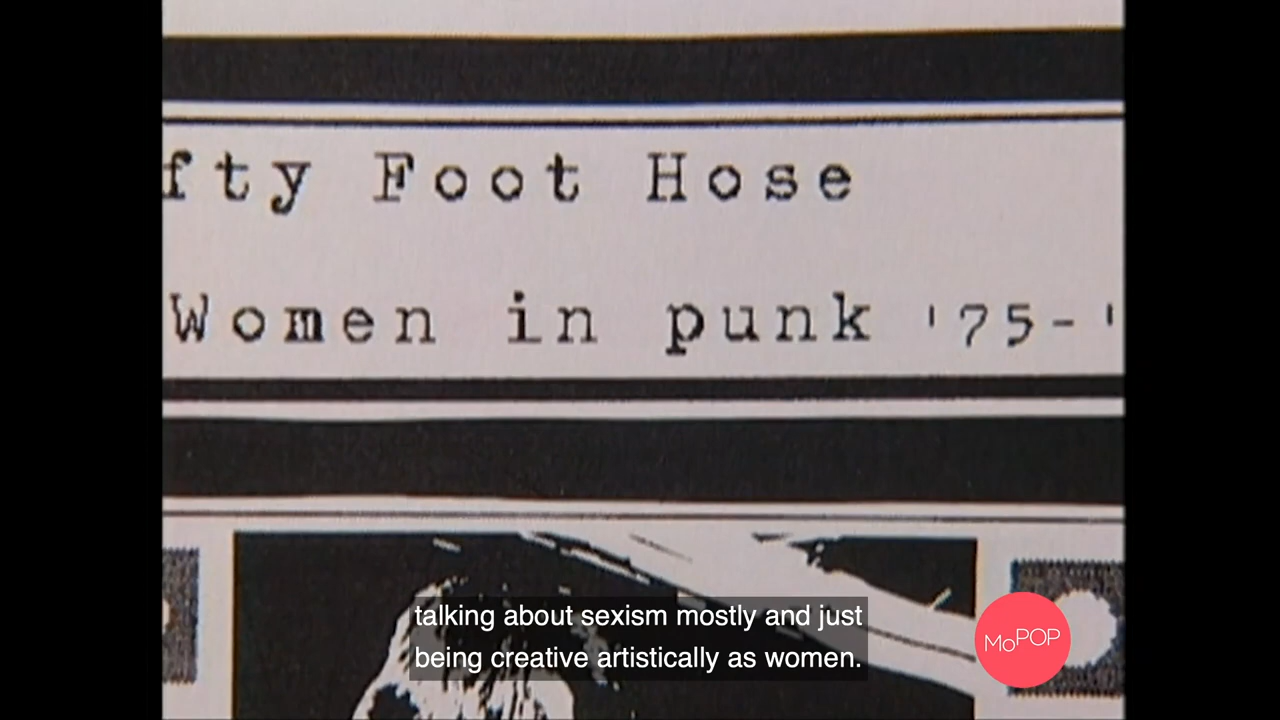 fty Foot Hose
Women in punk '75-'
talking about sexism mostly and just
being creative artistically as women.
MoPOP